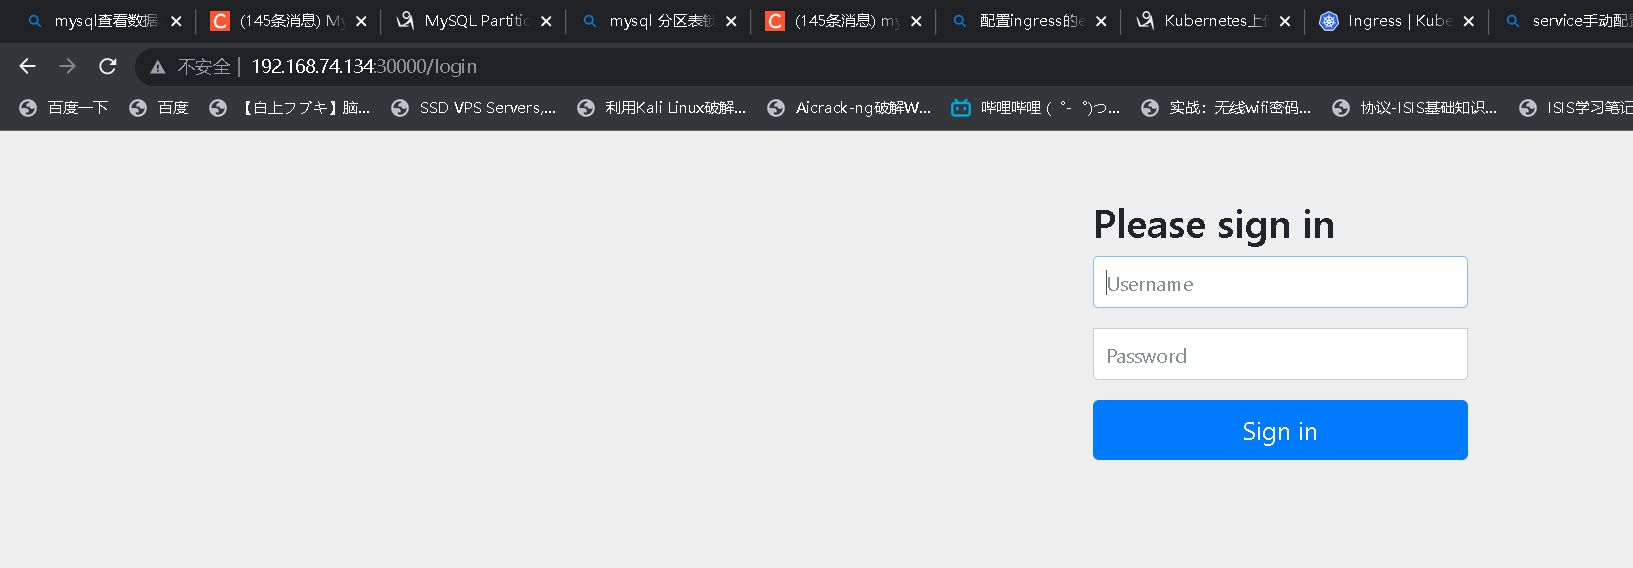 mysql查看数据
(145条消息) My
MySQL Partitio
mysql 分区表锁
(145条消息) my
配置ingress的e
Kubernetes上
Ingress | Kube
service手动配置
不安全 | 192.168.74.134:30000/login
百度一下
百度
【白上フブキ】脑...
SSD VPS Servers,...
利用Kali Linux破解...
Aicrack-ng破解W...
哔哩哔哩 (゜-゜)つ...
实战：无线wifi密码...
协议-ISIS基础知识...
ISIS学习笔记
Please sign in
Username
Password
Sign in